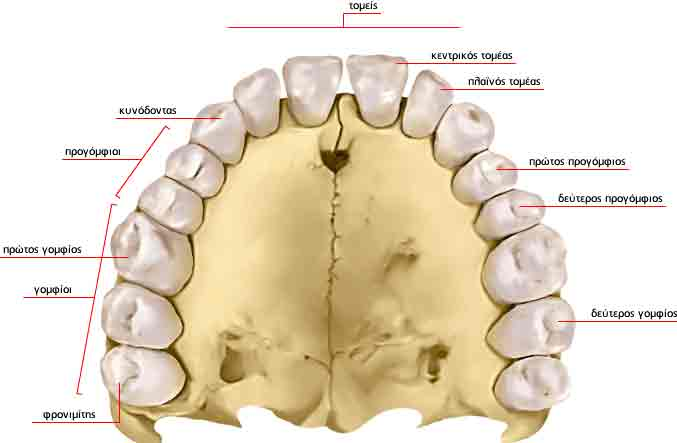 τομείς
κεντρικός τομέας
πλαϊνός τομέας
κυνόδοντας
προγόμφιοι
πρώτος προγόμφιος
δεύτερος προγόμφιος
πρώτος γομφίος
γομφίοι
δεύτερος γομφίος
φρονιμίτης